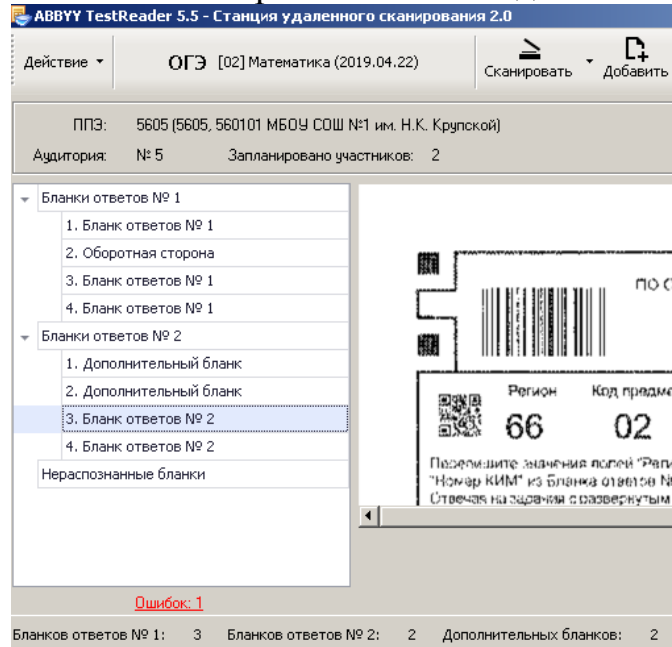 ABBYY TestReader 5.5 - Станция удаленного сканирования 2.0
Действие ОГЭ [02] Математика (2019.04.22) Сканировать Добавить
ППЭ: 5605 (5605, 560101 МБОУ СОШ №1 им. Н.К. Крупской)
Аудитория: № 5 Запланировано участников: 2
Бланки ответов № 1
1. Бланк ответов № 1
2. Оборотная сторона
3. Бланк ответов № 1
4. Бланк ответов № 1
Бланки ответов № 2
1. Дополнительный бланк
2. Дополнительный бланк
3. Бланк ответов № 2
4. Бланк ответов № 2
Нераспознанные бланки
по с
Регион Код предме
66 02
Перепишите значения полей "Реги
"Номер КИМ" из Бланка ответов №
Отвечая на задания с развернутым
Ошибок: 1
Бланков ответов № 1: 3 Бланков ответов № 2: 2 Дополнительных бланков: 2